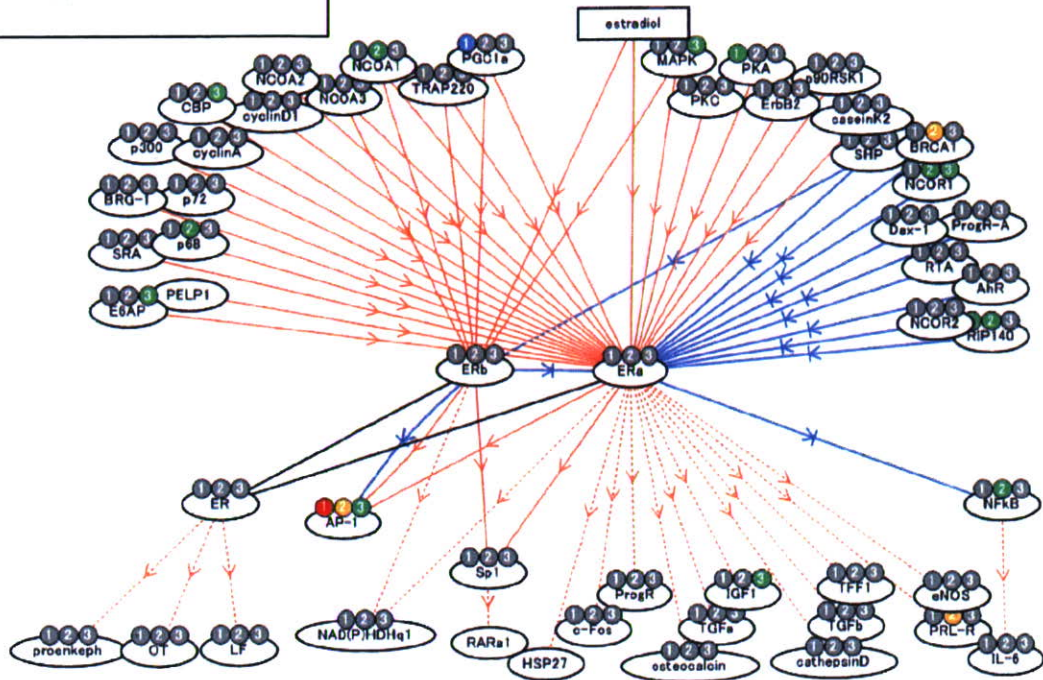 estradiol
NCOA1
PGC1a
MAPK
PKA
NCOA2
NCOA3
TRAP220
PKC
ErbB2
p90RSK1
CBP
cyclinD1
caseinK2
p300
cyclinA
SHP
BRCA1
NCOR1
BRG-1
p72
Dax-1
ProgR-A
SRA
p68
RTA
AhR
E6AP
PELP1
NCOR2
RIP140
ERb
ERa
ER
AP-1
NFkB
Sp1
ProgR
IGF1
TFF1
eNOS
proenkeph
OT
LF
NAD(P)HDHq1
RARa1
HSP27
c-Fos
TGFa
osteocalcin
TGFb
cathepsinD
PRL-R
IL-6